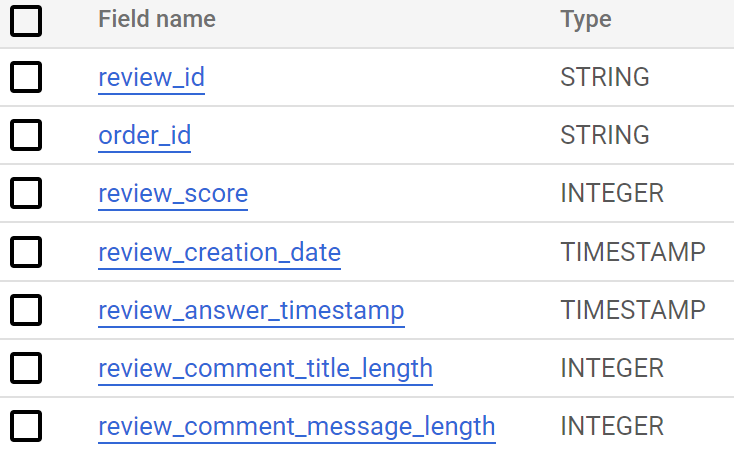 Field name Type
review_id STRING
order_id STRING
review_score INTEGER
review_creation_date TIMESTAMP
review_answer_timestamp TIMESTAMP
review_comment_title_length INTEGER
review_comment_message_length INTEGER